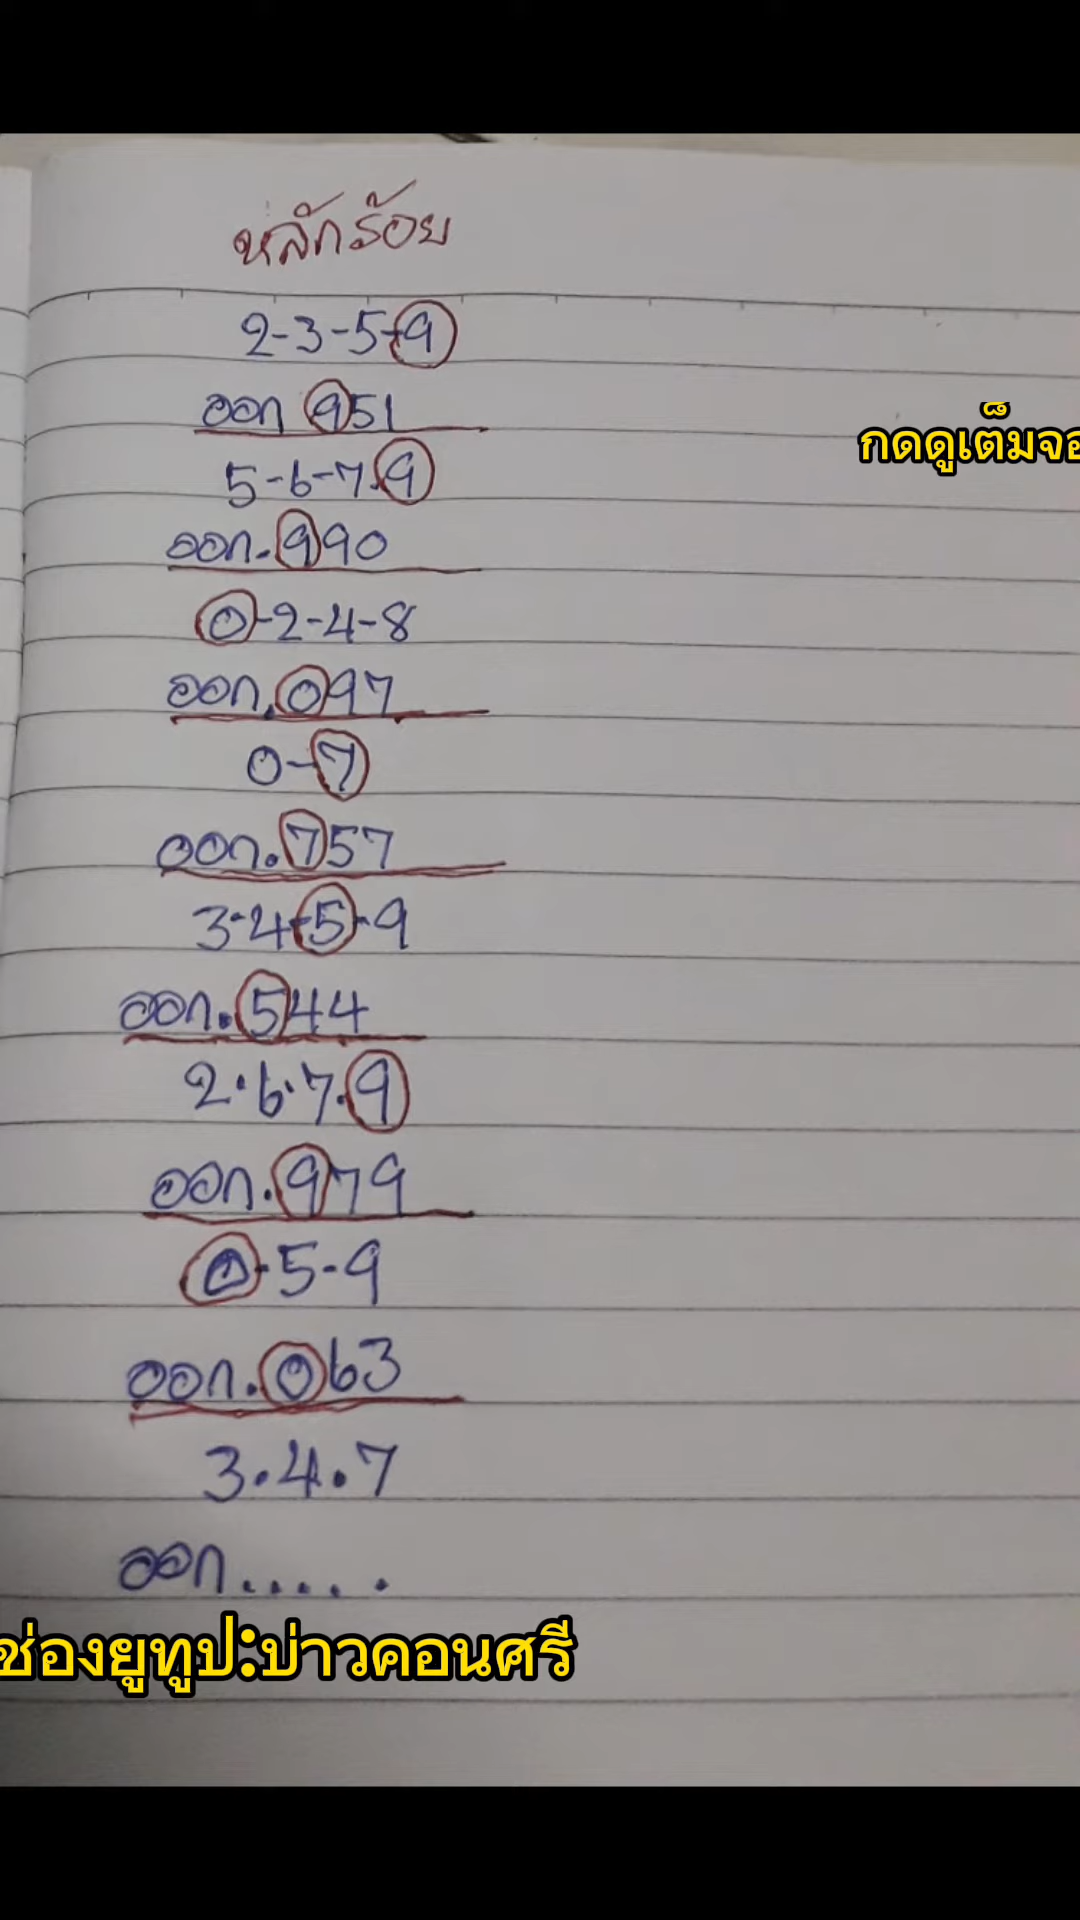 หลักร้อย
2-3-5-9
ออก 951
กดดูเต็มจอ
5-6-7.9
ออก-990
0-2-4-8
ออก.097
0-7
ออก.757
3-4-5-9
ออก.544
2.6.7.9
ออก.979
0-5-9
ออก.063
3.4.7
ออก.....
ช่องยูทูป:บ่าวคอนศรี